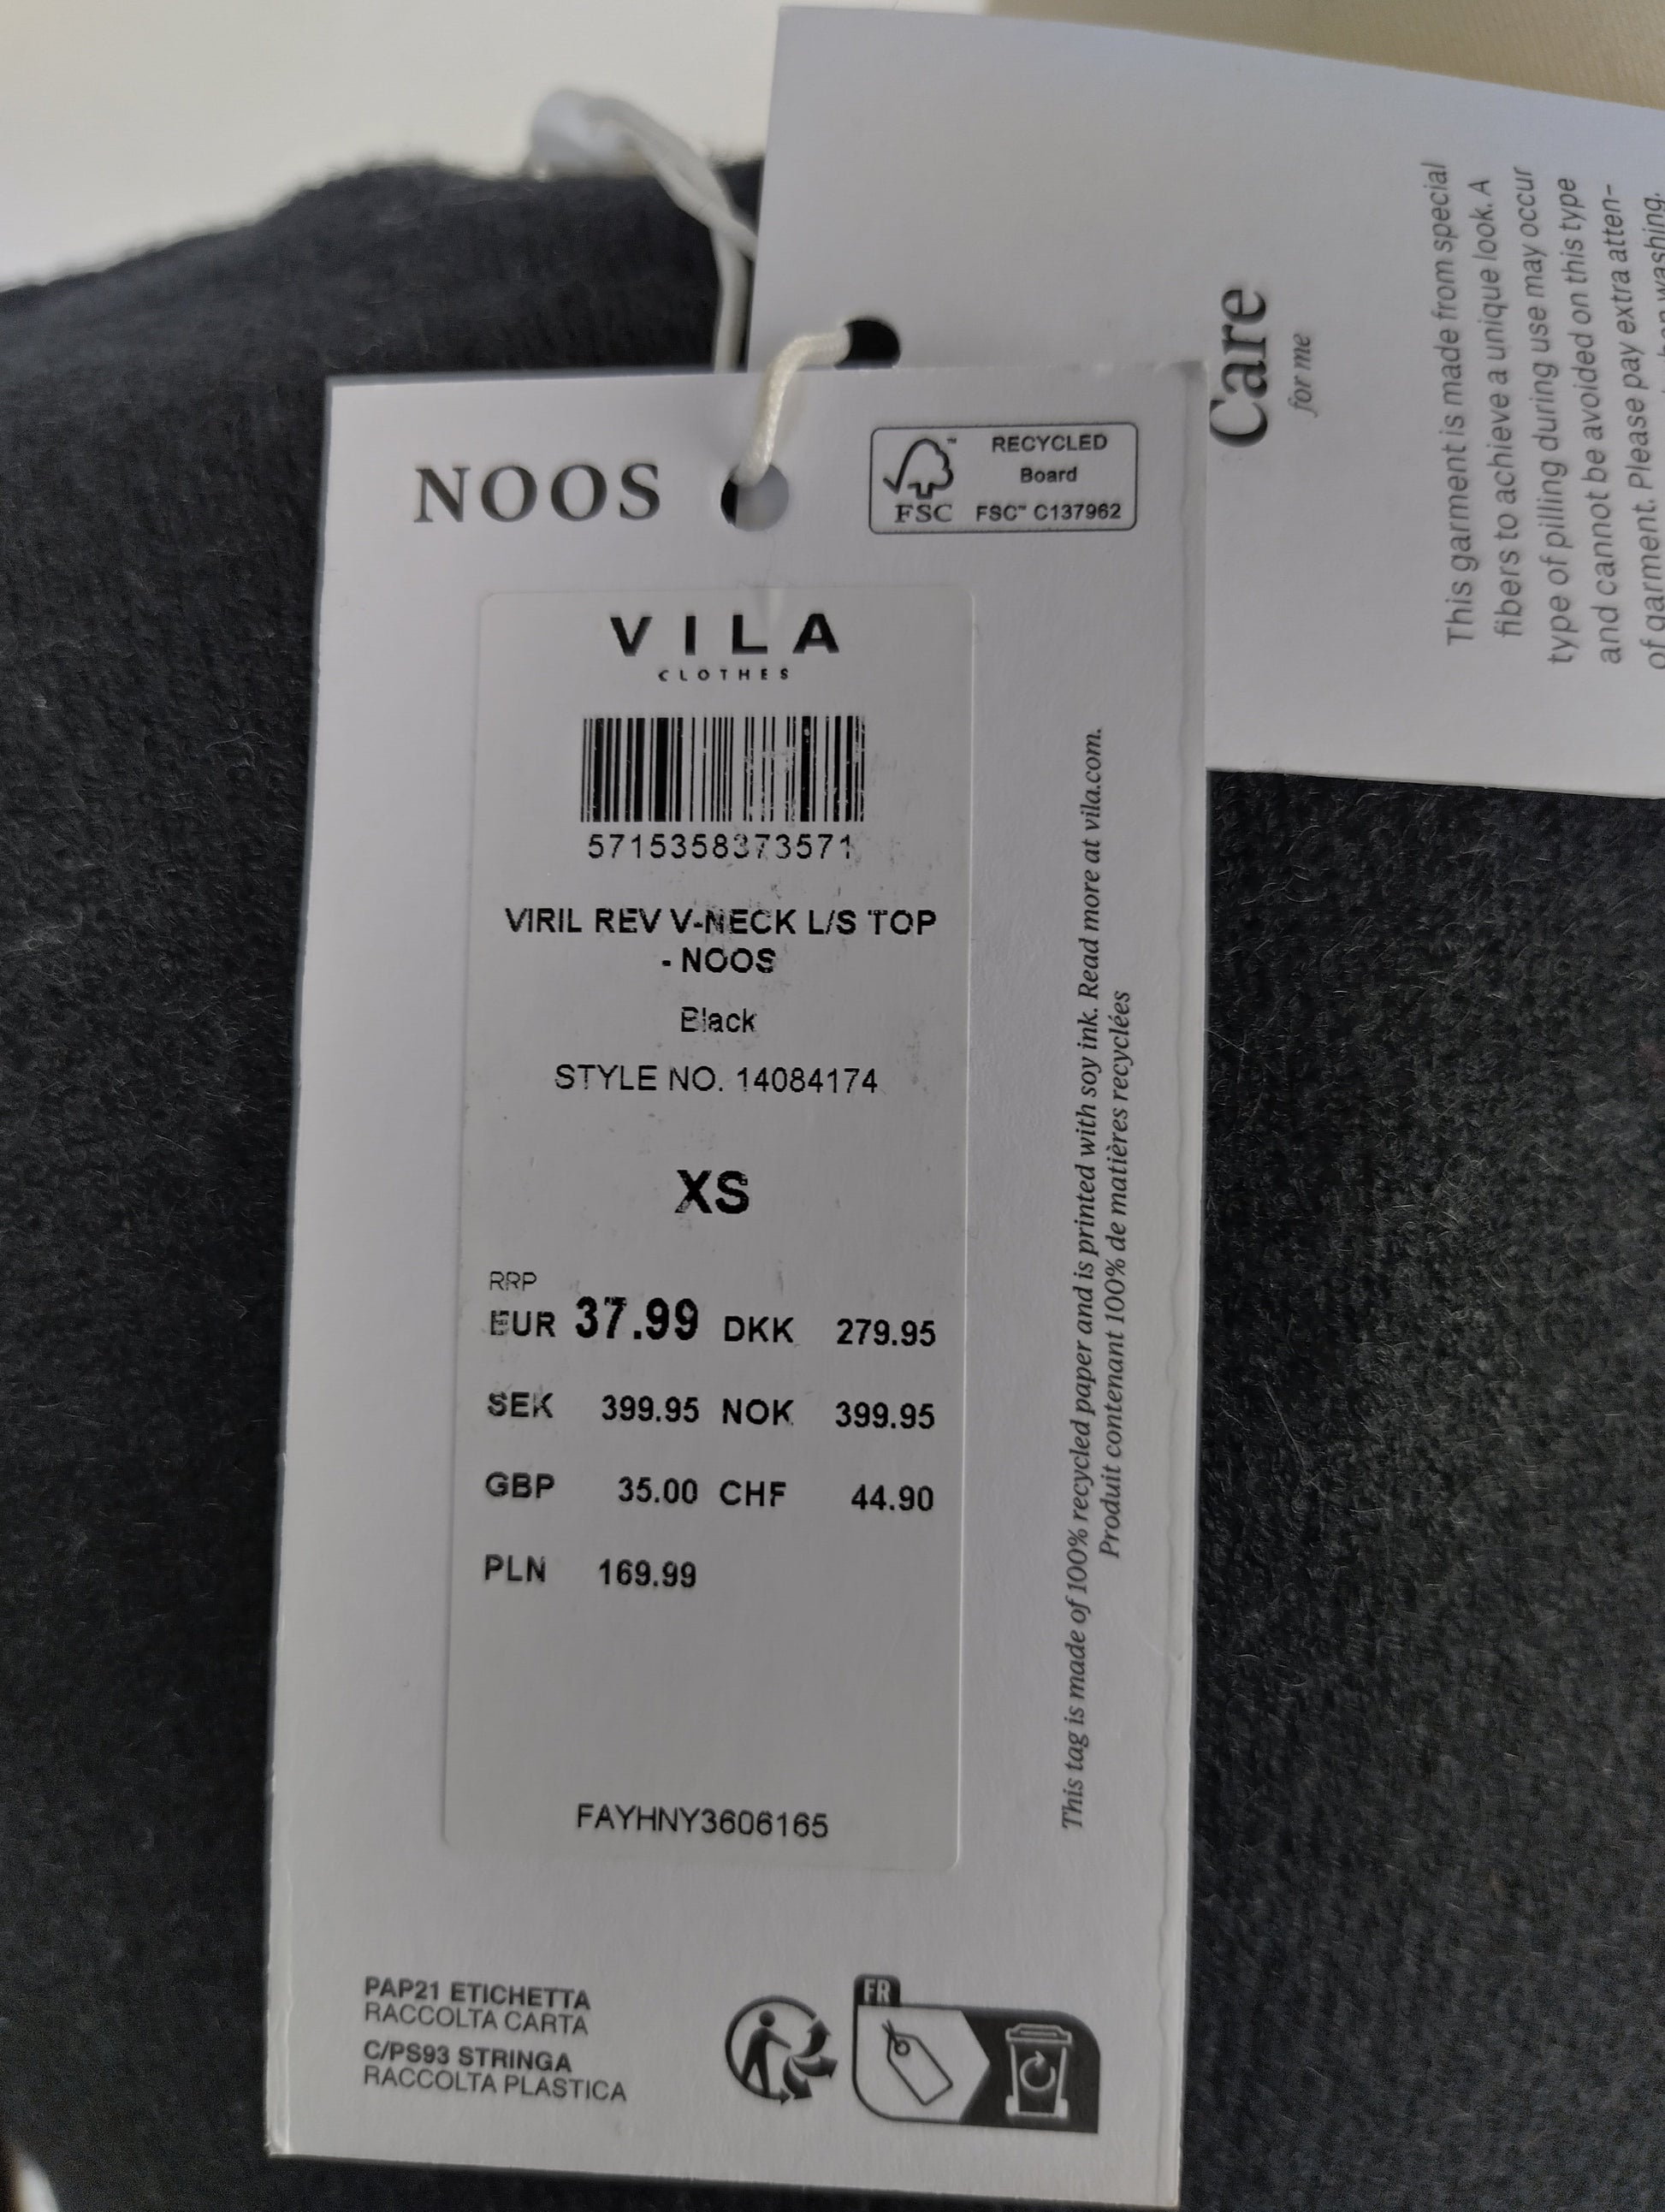 NOOS
FSC™
RECYCLED
Board
FSC™ C137962
VILA
CLOTHES
5715358373571
VIRIL REV V-NECK L/S TOP
- NOOS
Black
STYLE NO. 14084174
XS
RRP
EUR 37.99 DKK 279.95
SEK 399.95 NOK 399.95
GBP 35.00 CHF 44.90
PLN 169.99
FAYHNY3606165
This tag is made of 100% recycled paper and is printed with soy ink. Read more at vila.com.
Produit contenant 100% de matières recyclées
PAP21 ETICHETTA
RACCOLTA CARTA
C/PS93 STRINGA
RACCOLTA PLASTICA
FR
Care
for me
This garment is made from special
fibers to achieve a unique look. A
type of pilling during use may occur
and cannot be avoided on this type
of garment. Please pay extra atten-
washing.